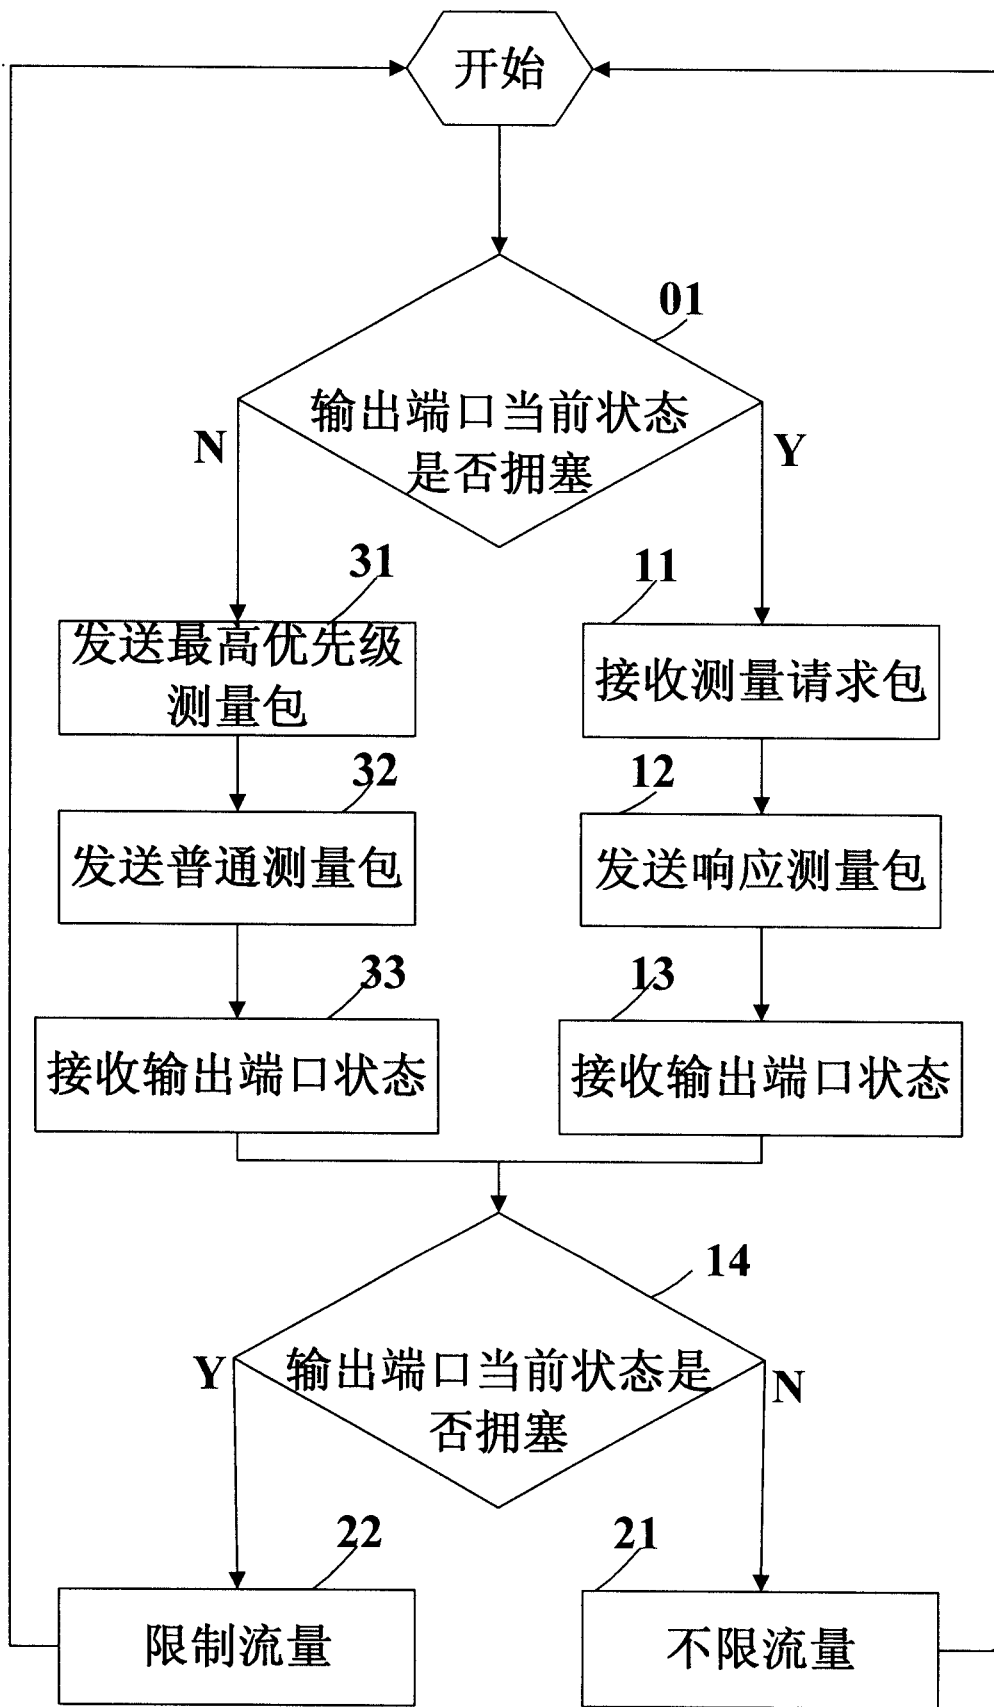 开始
01
输出端口当前状态
是否拥塞
N
Y
31
11
发送最高优先级
测量包
接收测量请求包
32
12
发送普通测量包
发送响应测量包
33
13
接收输出端口状态
接收输出端口状态
14
输出端口当前状态是
否拥塞
Y
N
22
21
限制流量
不限流量